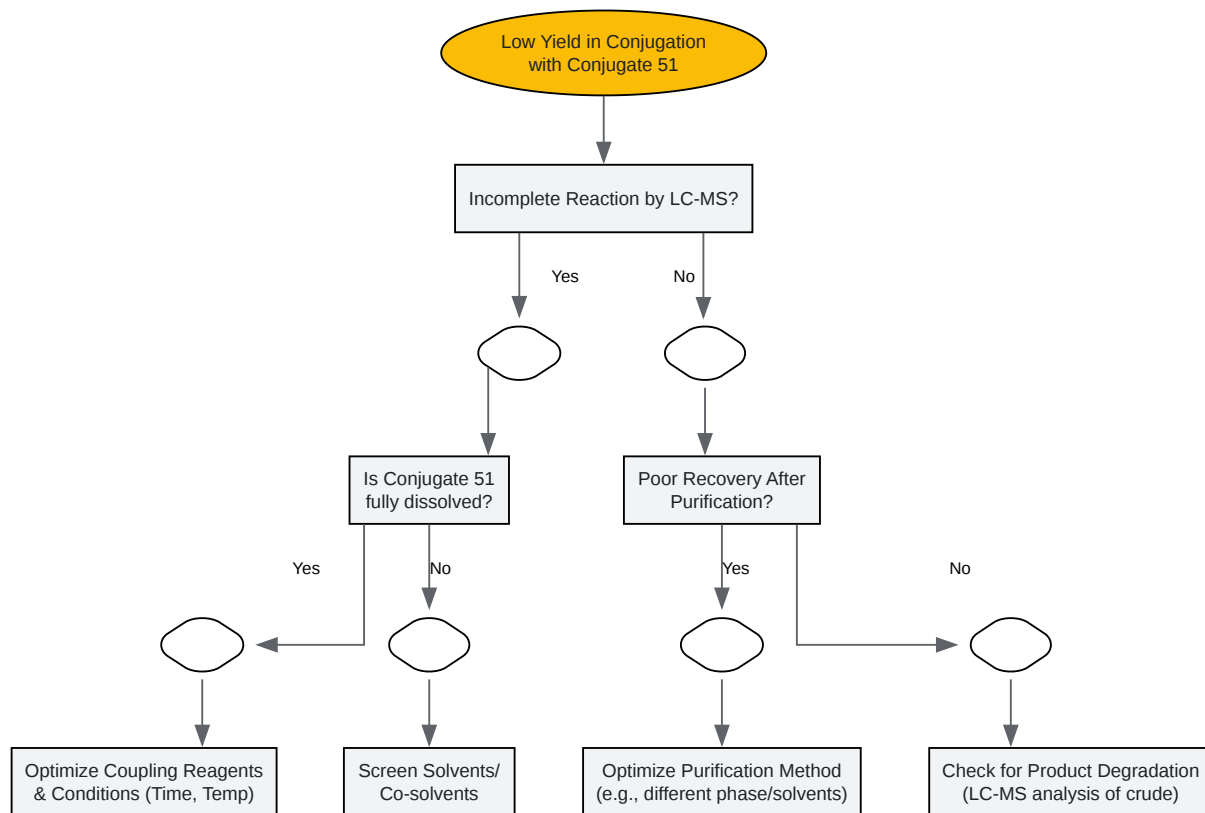 Low Yield in Conjugation
with Conjugate 51
Incomplete Reaction by LC-MS?
Yes
No
Is Conjugate 51
fully dissolved?
Poor Recovery After
Purification?
Yes
No
Yes
No
Optimize Coupling Reagents
& Conditions (Time, Temp)
Screen Solvents/
Co-solvents
Optimize Purification Method
(e.g., different phase/solvents)
Check for Product Degradation
(LC-MS analysis of crude)